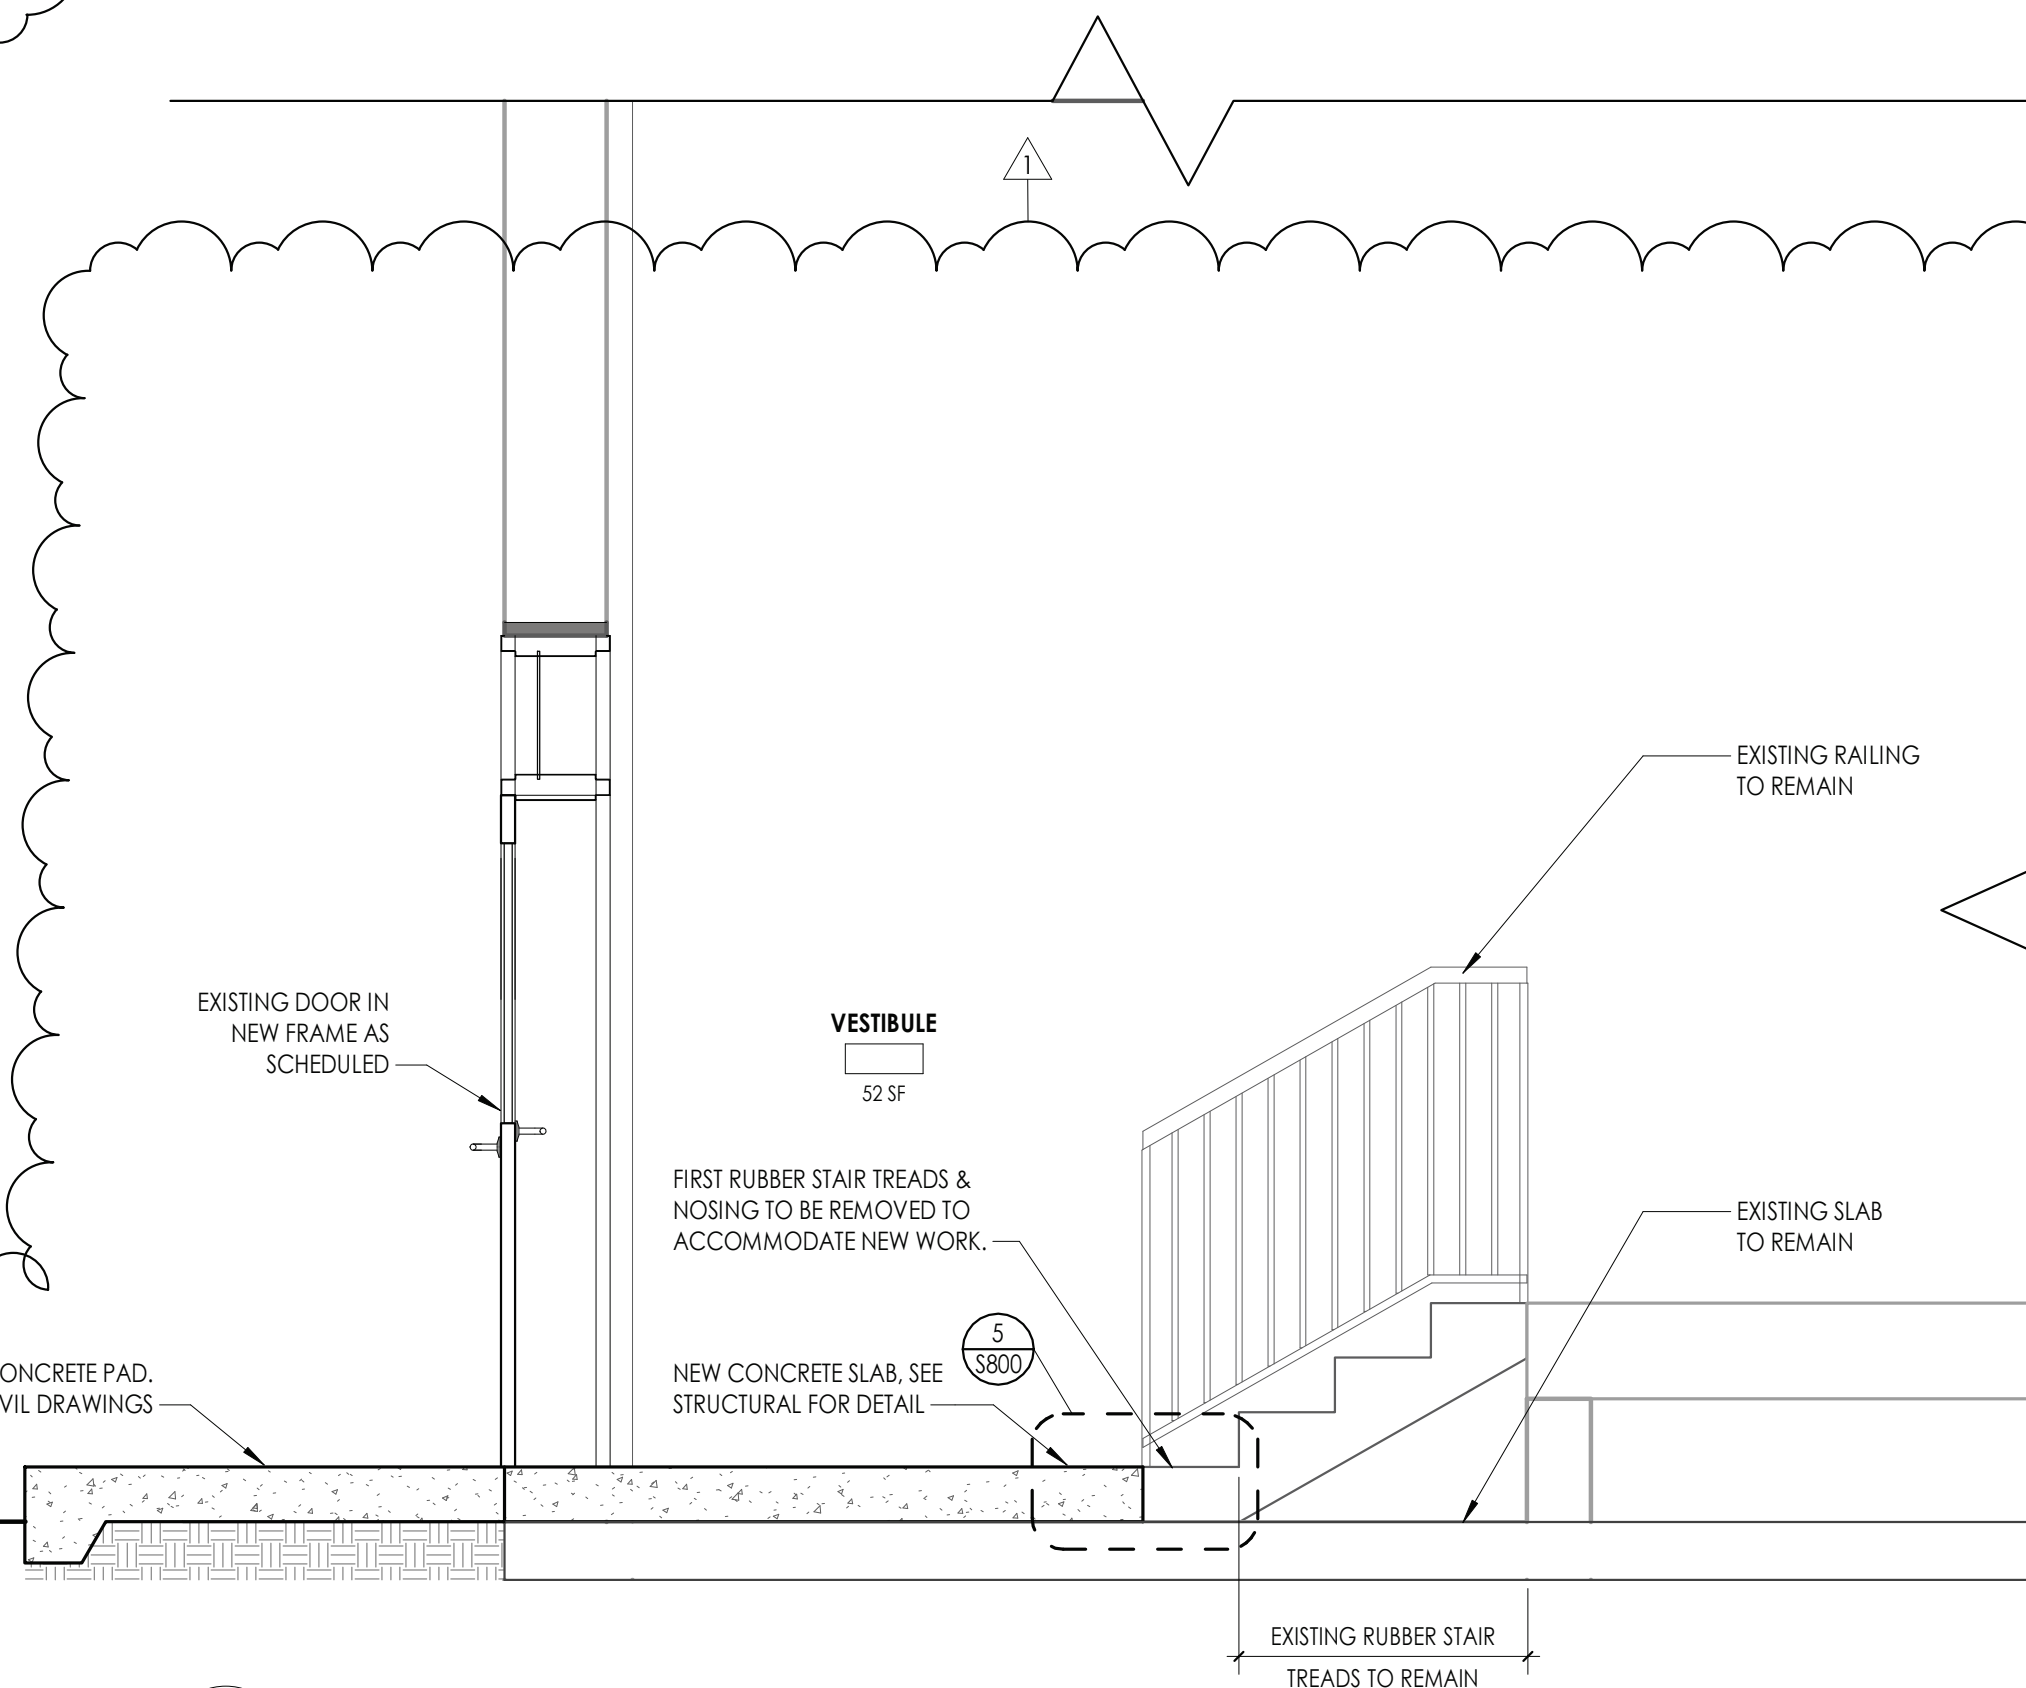 1
EXISTING RAILING
TO REMAIN
EXISTING DOOR IN
NEW FRAME AS
SCHEDULED
VESTIBULE
52 SF
FIRST RUBBER STAIR TREADS &
NOSING TO BE REMOVED TO
ACCOMMODATE NEW WORK.
EXISTING SLAB
TO REMAIN
5
S800
NEW CONCRETE SLAB, SEE
STRUCTURAL FOR DETAIL
ONCRETE PAD.
VIL DRAWINGS
EXISTING RUBBER STAIR
TREADS TO REMAIN